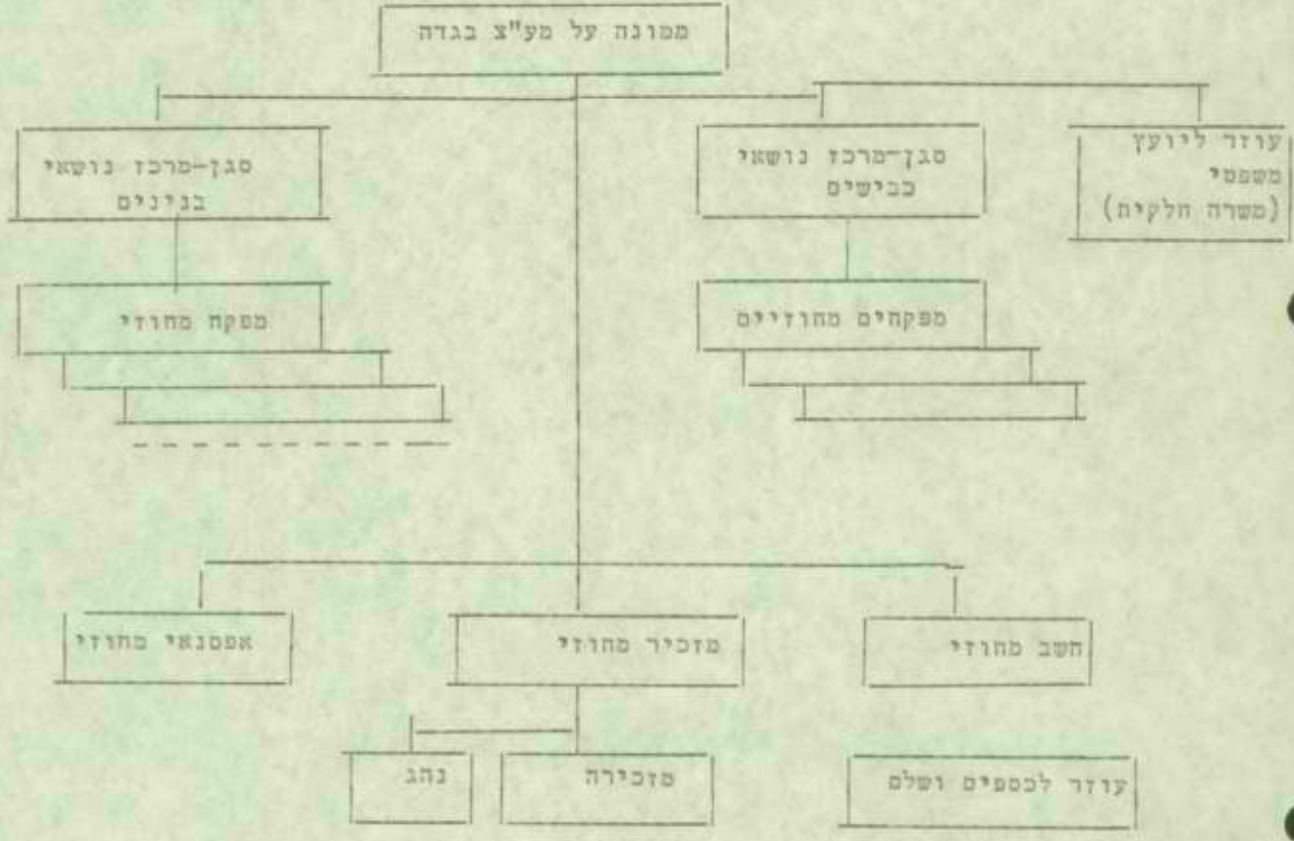 ממונה על מע"צ בגדה
עוזר ליועץ
משפטי
(משרה חלקית)
סגן-מרכז נושאי
כבישים
סגן-מרכז נושאי
בנינים
מפקחים מחוזיים
מפקח מחוזי
חשב מחוזי
מזכיר מחוזי
אפסנאי מחוזי
עוזר לכספים ושלם
מזכירה
נהג